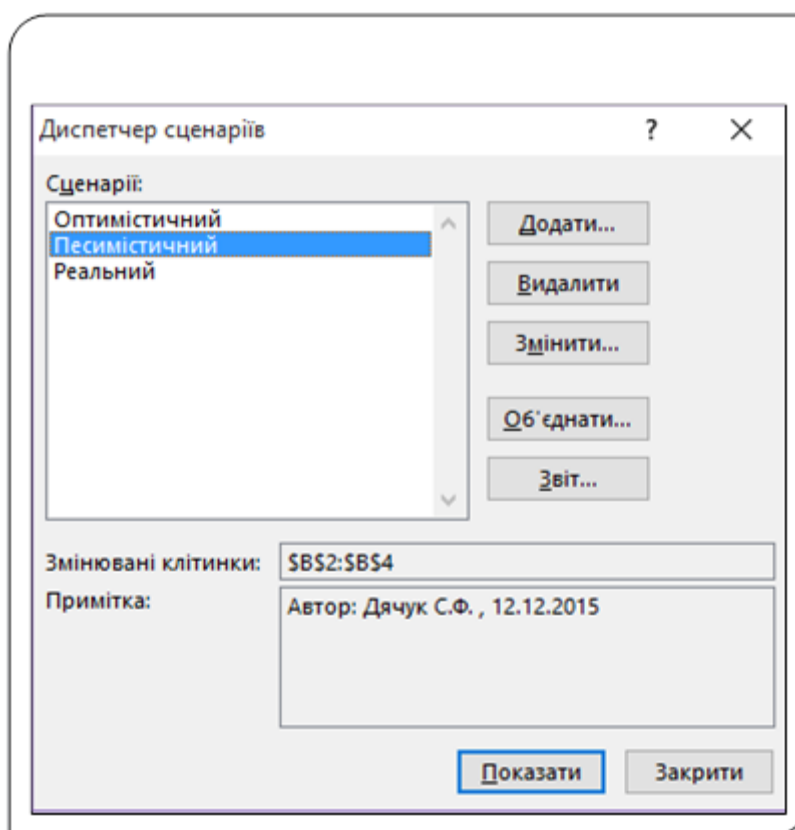 Диспетчер сценаріїв ?
Сценарії:
Оптимістичний
Песимістичний
Реальний
Додати...
Видалити
Змінити...
Об'єднати...
Звіт...
Змінювані клітинки: $B$2:$B$4
Примітка: Автор: Дячук С.Ф. , 12.12.2015
Показати Закрити